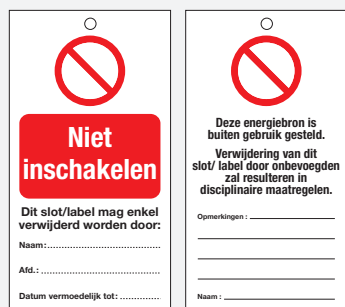 Niet
inschakelen
Dit slot/label mag enkel
verwijderd worden door:
Naam:
Afd.:
Datum vermoedelijk tot:
Deze energiebron is
buiten gebruik gesteld.
Verwijdering van dit
slot/ label door onbevoegden
zal resulteren in
disciplinaire maatregelen.
Opmerkingen :
Naam :